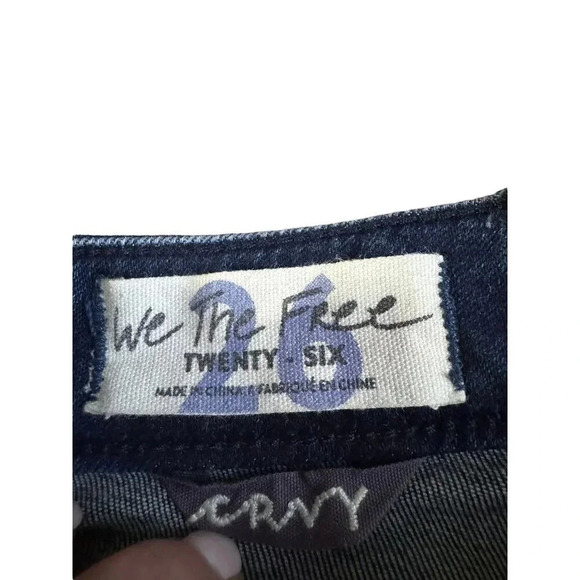 26
We The Free
TWENTY - SIX
MADE IN CHINA / FABRIQUÉ EN CHINE
CRVY